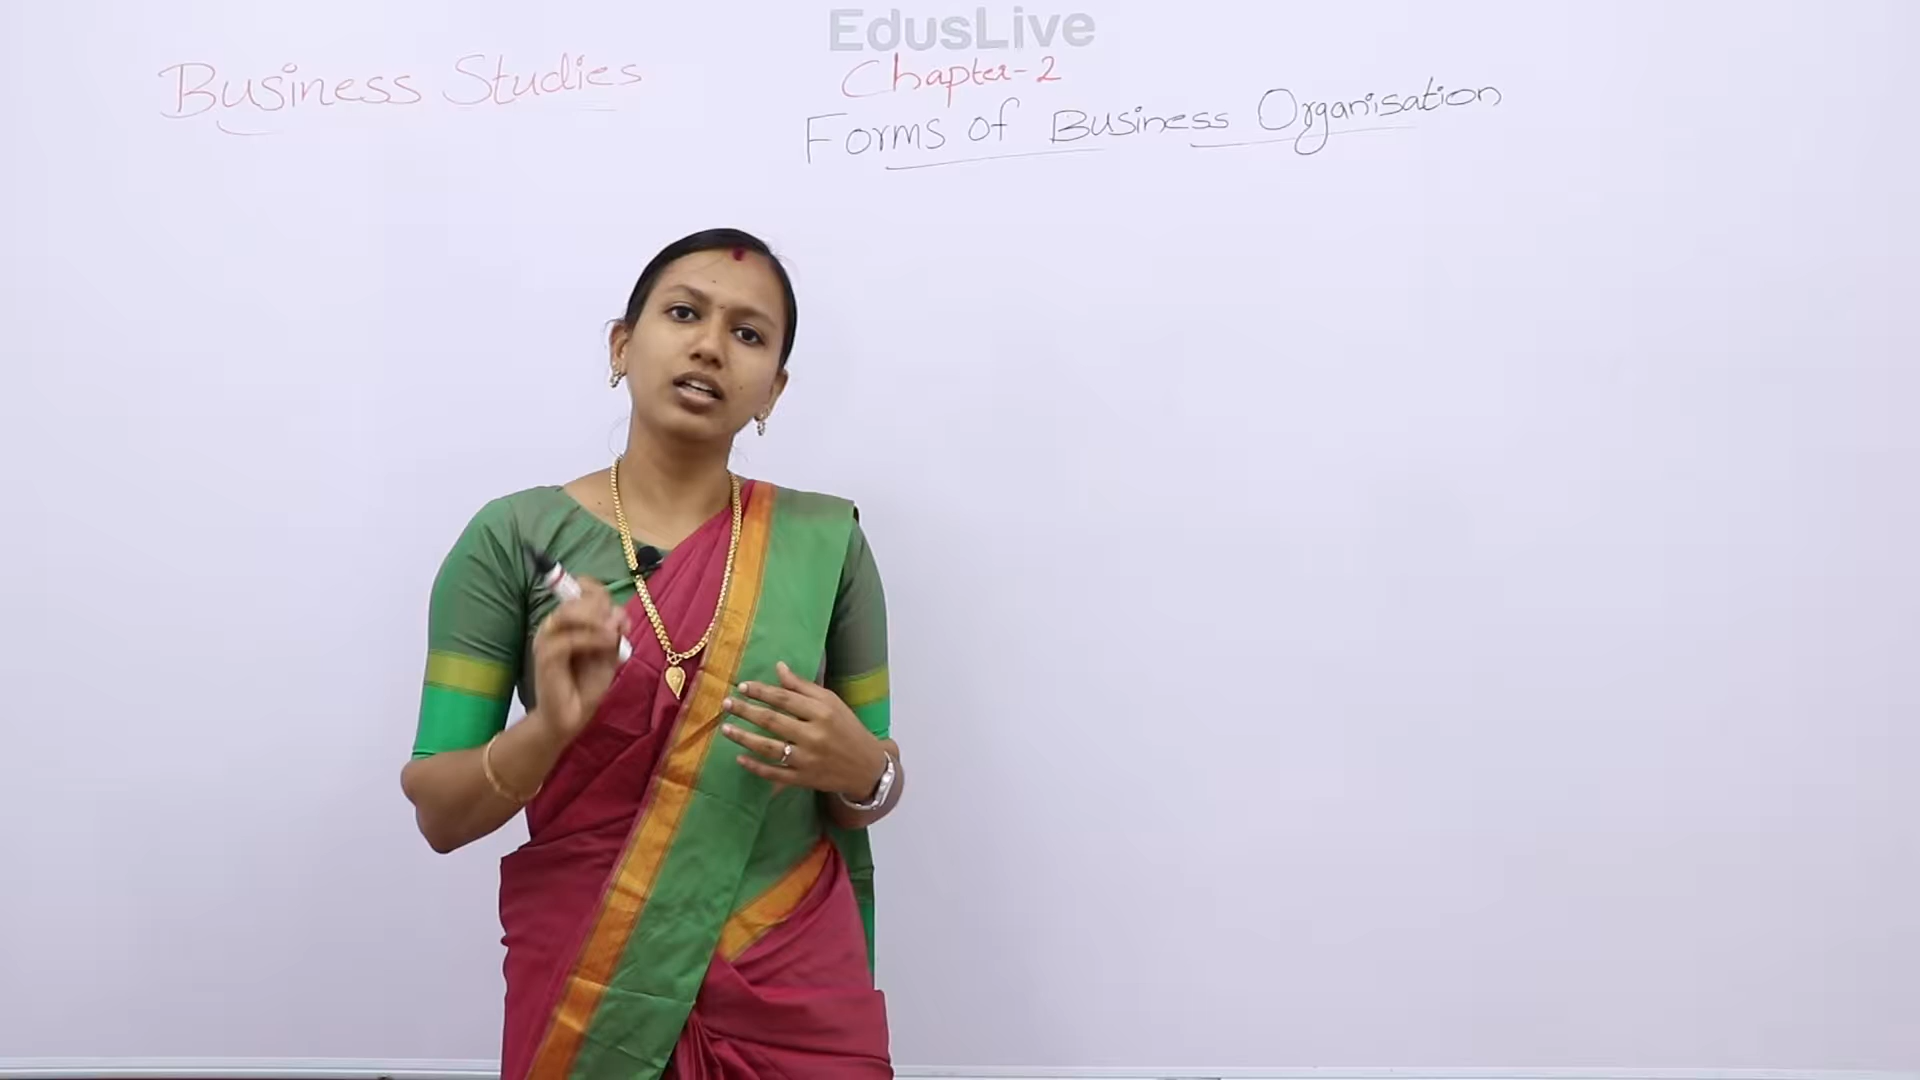 EdusLive
Business Studies
Chapter-2
Forms of Business Organisation